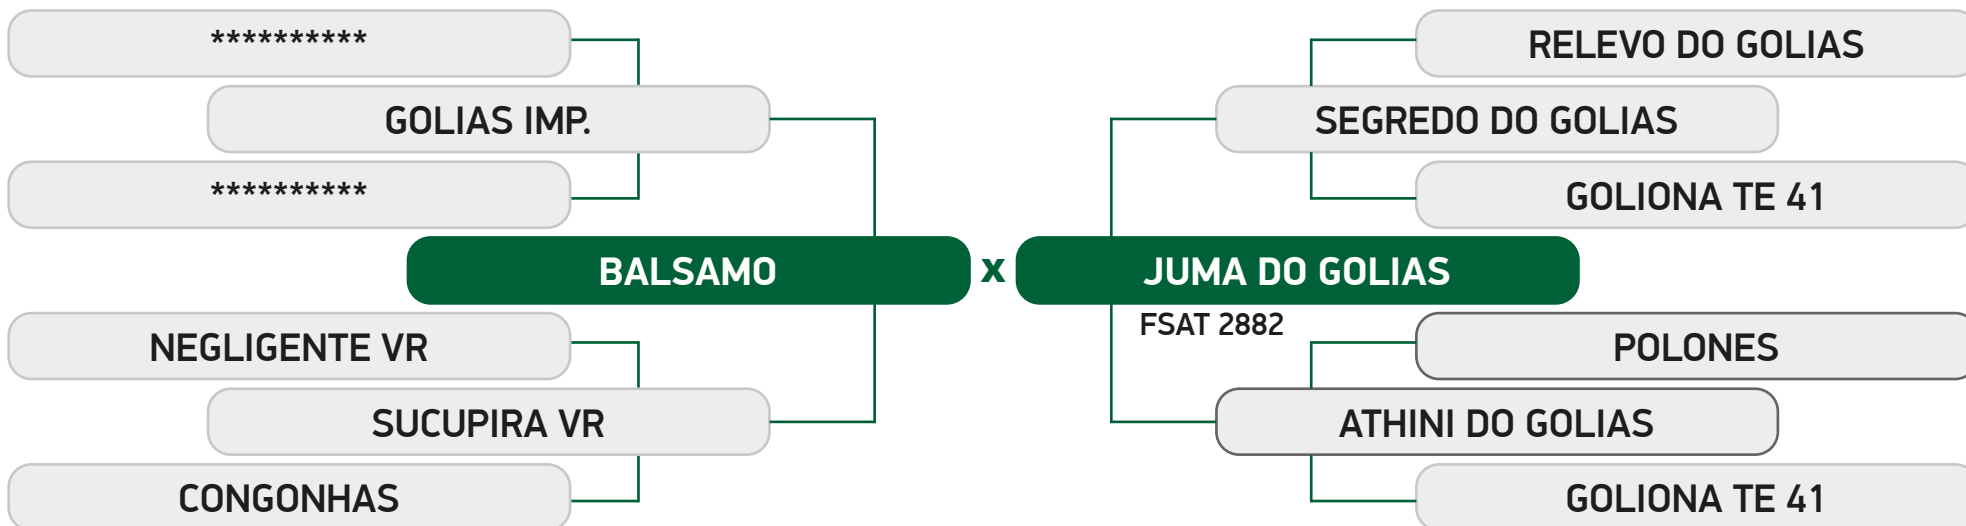 **********
RELEVO DO GOLIAS
GOLIAS IMP.
SEGREDO DO GOLIAS
**********
GOLIONA TE 41
BALSAMO
x
JUMA DO GOLIAS
FSAT 2882
NEGLIGENTE VR
POLONES
SUCUPIRA VR
ATHINI DO GOLIAS
CONGONHAS
GOLIONA TE 41